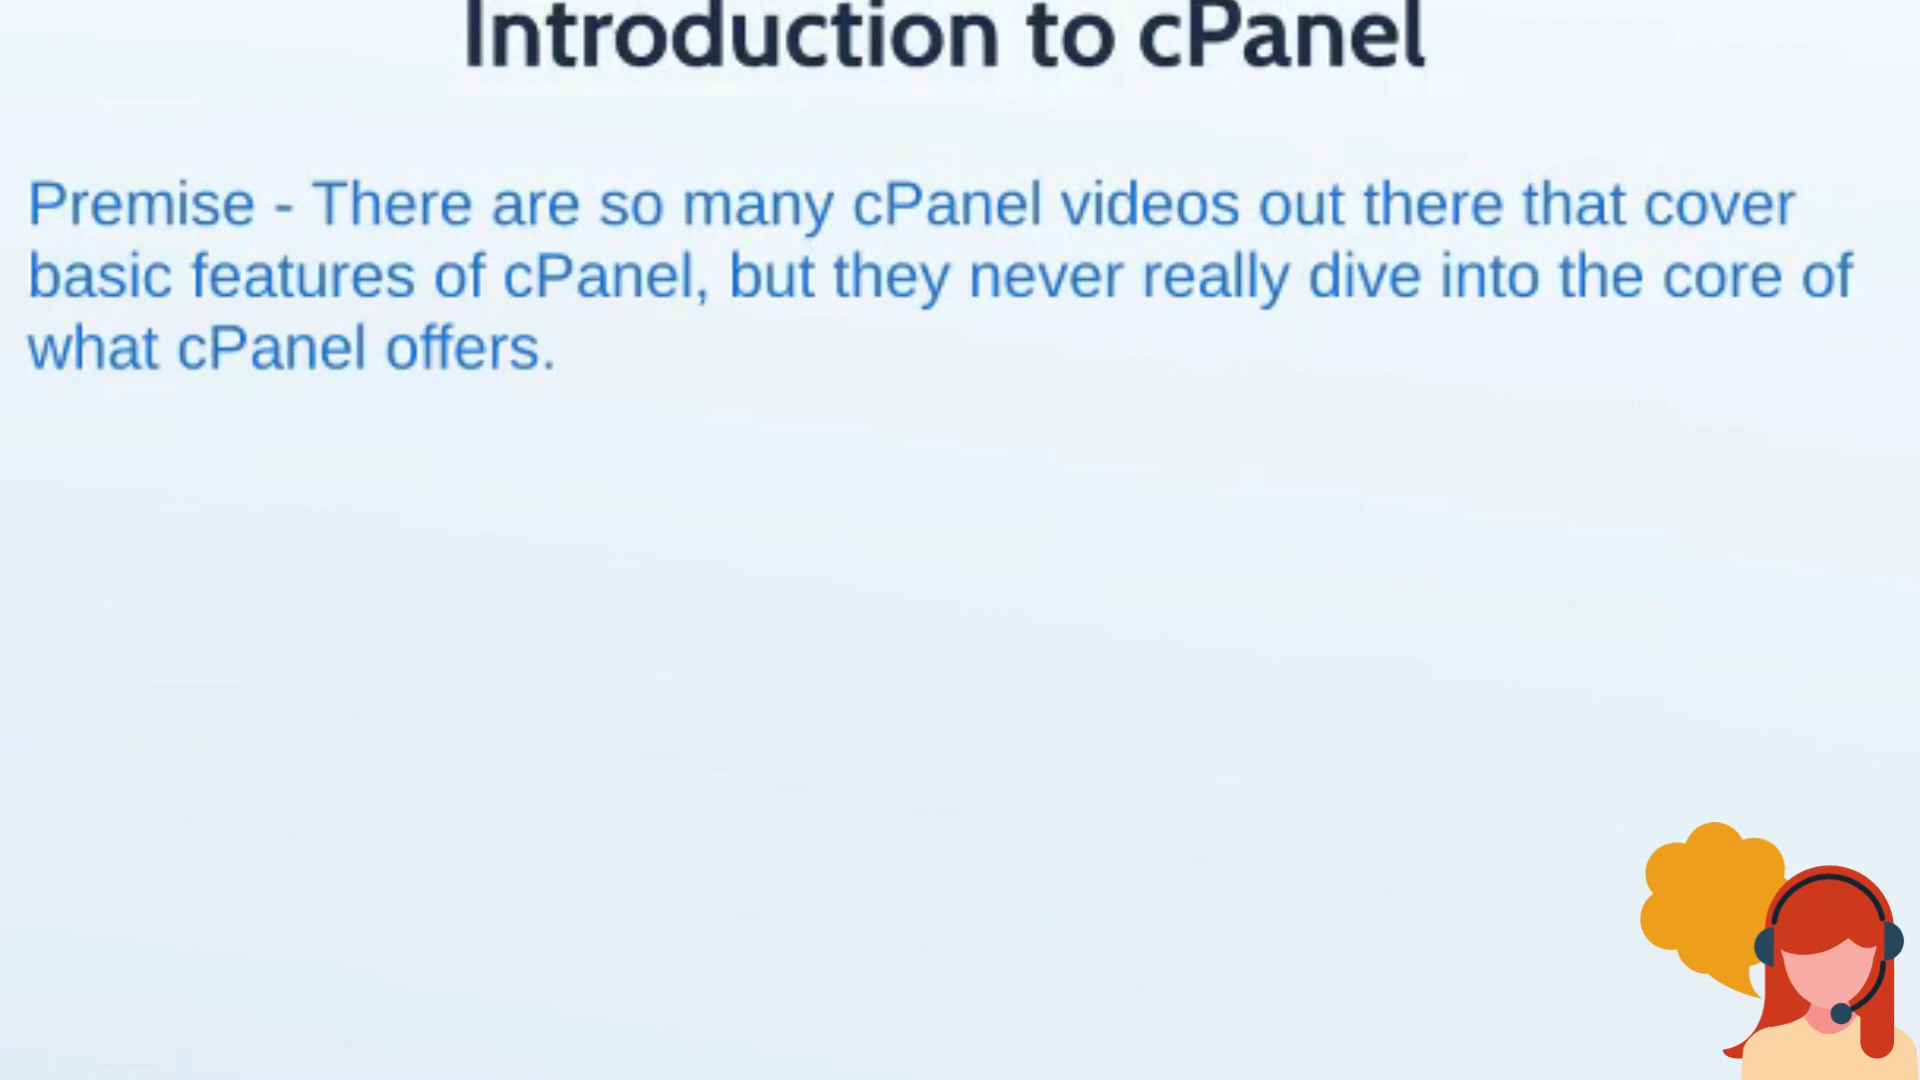 Introduction to cPanel
Premise - There are so many cPanel videos out there that cover
basic features of cPanel, but they never really dive into the core of
what cPanel offers.